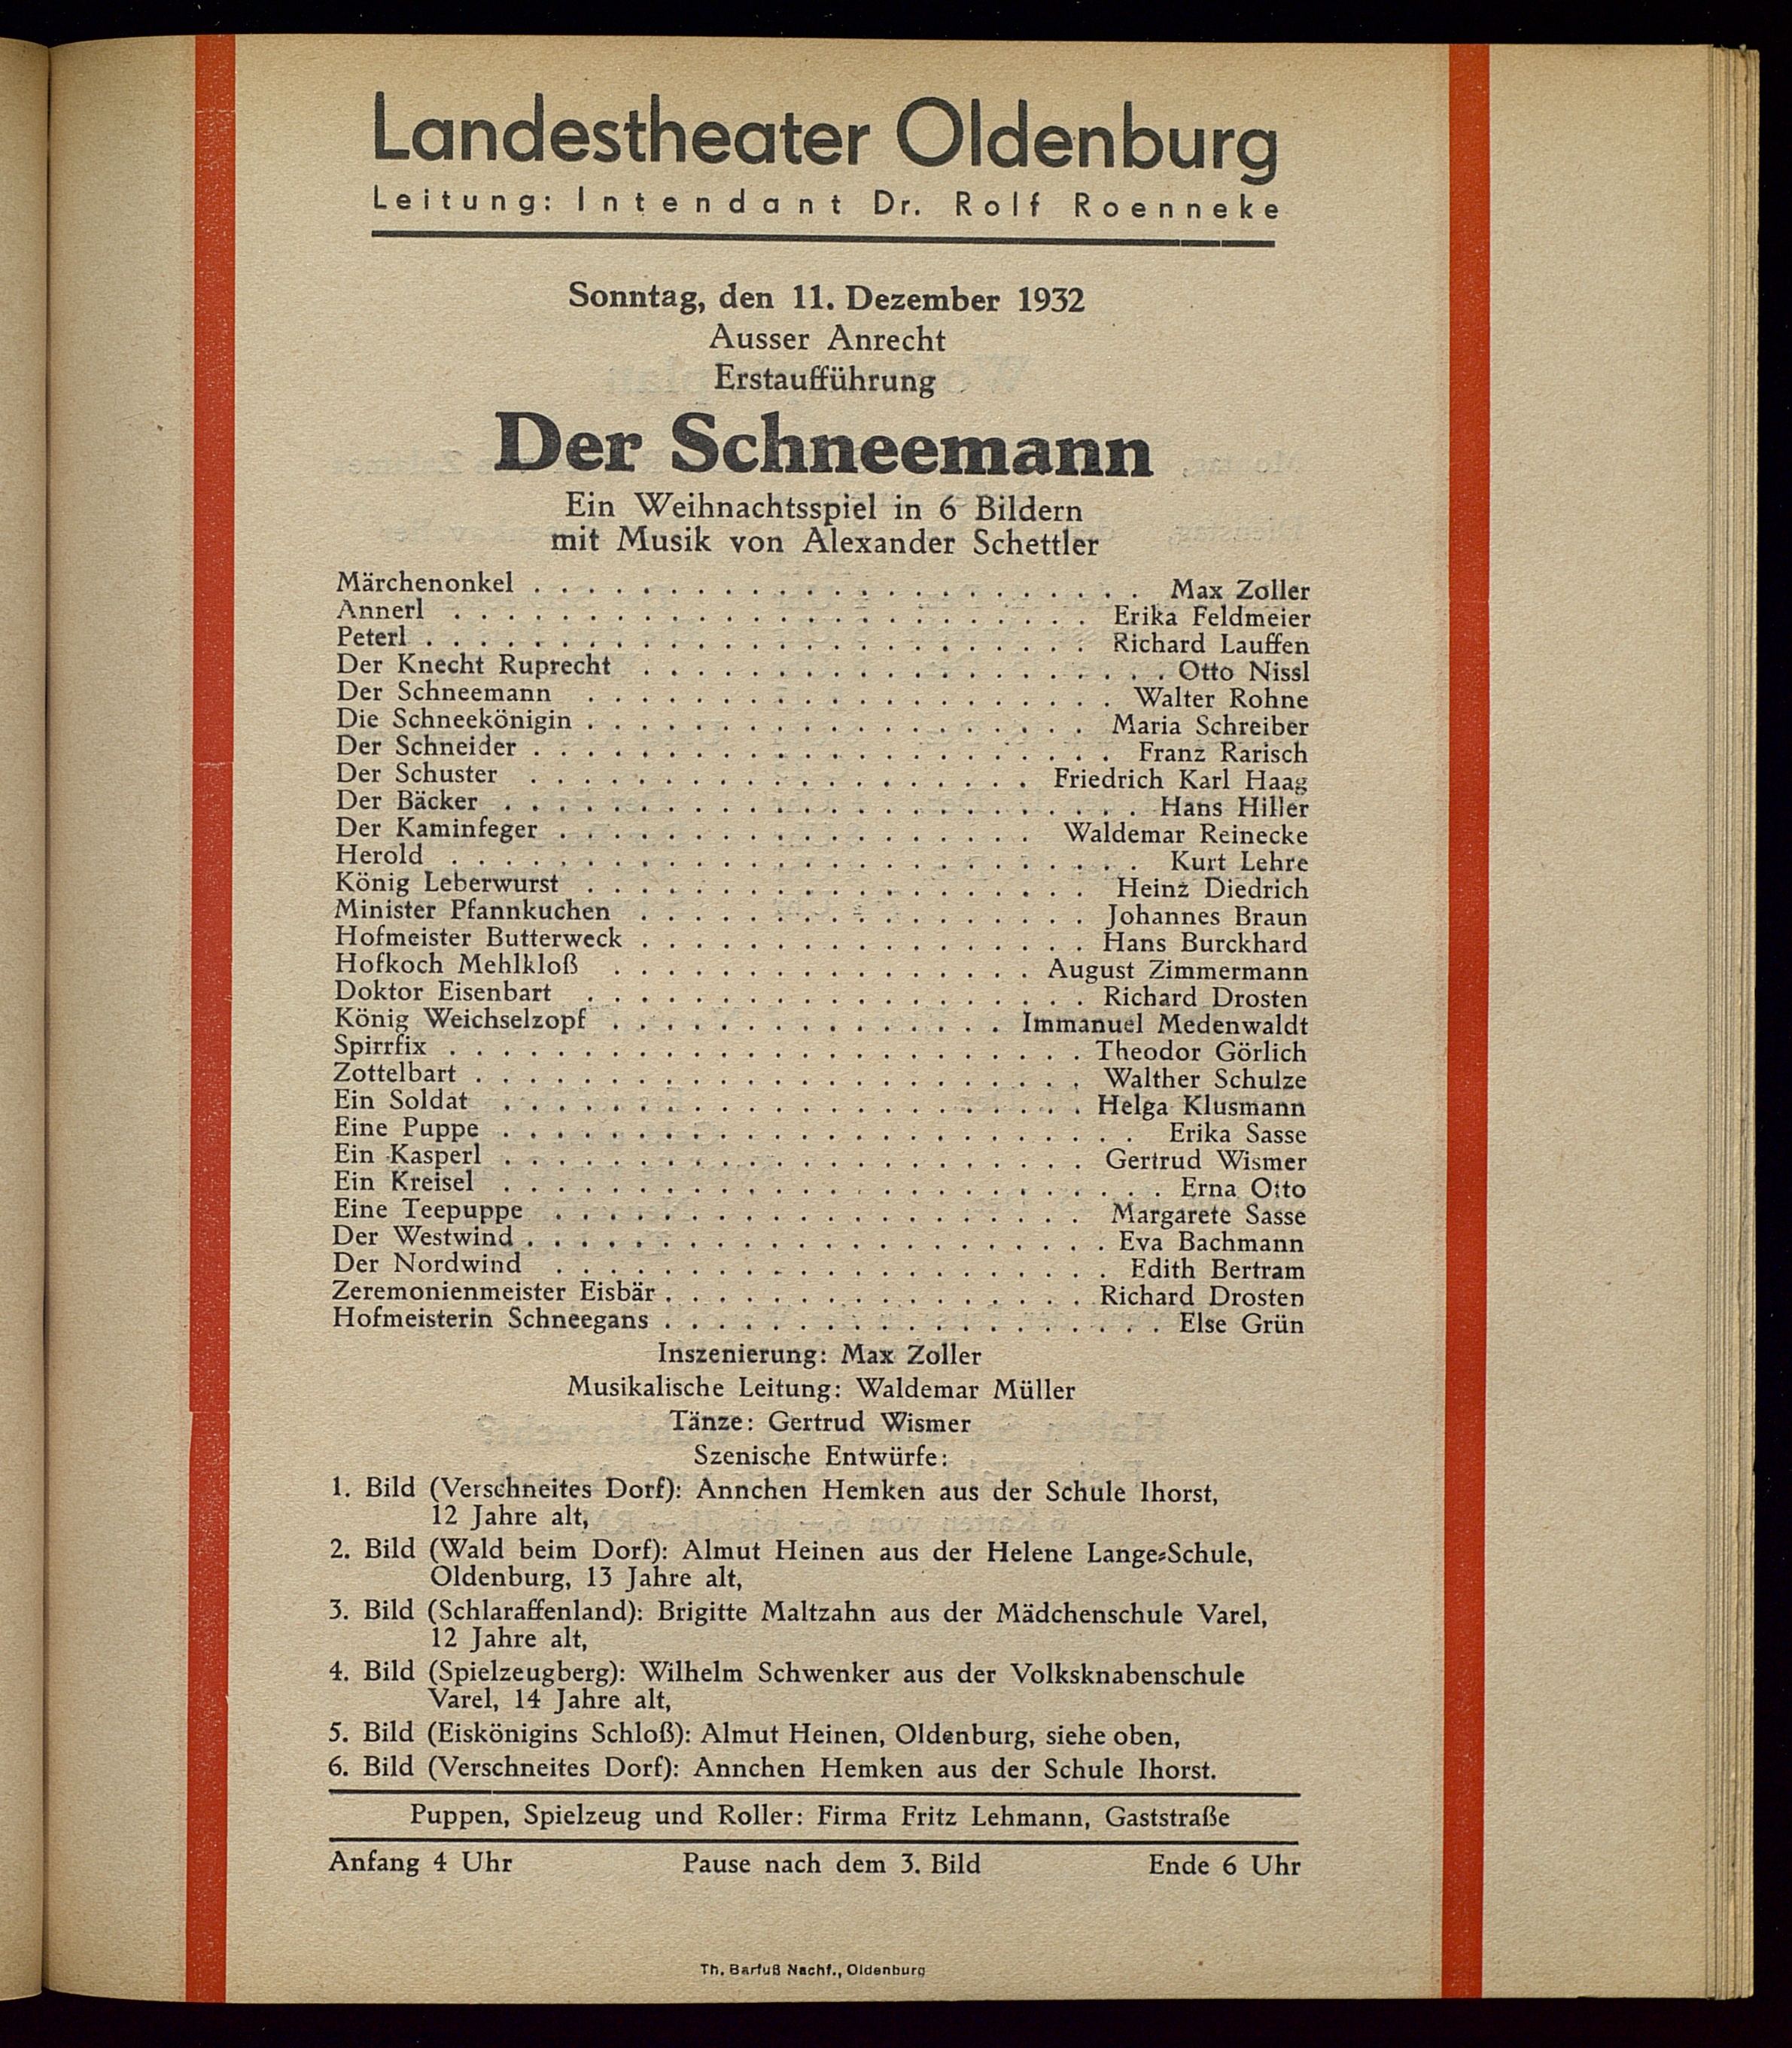 Landestheater Oldenburg
Leitung: Intendant Dr. Rolf Roenneke
Sonntag, den 11. Dezember 1932
Ausser Anrecht
Erstaufführung
Der Schneemann
Ein Weihnachtsspiel in 6 Bildern
mit Musik von Alexander Schettler
Märchenonkel . . . . . . . . . . . . . . . . . . . . . . . Max Zoller
Annerl . . . . . . . . . . . . . . . . . . . . . . . . . Erika Feldmeier
Peterl . . . . . . . . . . . . . . . . . . . . . . . . . Richard Lauffen
Der Knecht Ruprecht . . . . . . . . . . . . . . . . . . . . Otto Nissl
Der Schneemann . . . . . . . . . . . . . . . . . . . . Walter Rohne
Die Schneekönigin . . . . . . . . . . . . . . . . . . . Maria Schreiber
Der Schneider . . . . . . . . . . . . . . . . . . . . . . Franz Rarisch
Der Schuster . . . . . . . . . . . . . . . . . . . Friedrich Karl Haag
Der Bäcker . . . . . . . . . . . . . . . . . . . . . . . . Hans Hiller
Der Kaminfeger . . . . . . . . . . . . . . . . . . Waldemar Reinecke
Herold . . . . . . . . . . . . . . . . . . . . . . . . . . Kurt Lehre
König Leberwurst . . . . . . . . . . . . . . . . . . . Heinz Diedrich
Minister Pfannkuchen . . . . . . . . . . . . . . . . . Johannes Braun
Hofmeister Butterweck . . . . . . . . . . . . . . . . . Hans Burckhard
Hofkoch Mehlkloß . . . . . . . . . . . . . . . . August Zimmermann
Doktor Eisenbart . . . . . . . . . . . . . . . . . . . Richard Drosten
König Weichselzopf . . . . . . . . . . . . . . . Immanuel Medenwaldt
Spirrfix . . . . . . . . . . . . . . . . . . . . . . . . Theodor Görlich
Zottelbart . . . . . . . . . . . . . . . . . . . . . . . Walther Schulze
Ein Soldat . . . . . . . . . . . . . . . . . . . . . . Helga Klusmann
Eine Puppe . . . . . . . . . . . . . . . . . . . . . . . . Erika Sasse
Ein Kasperl . . . . . . . . . . . . . . . . . . . . . . Gertrud Wismer
Ein Kreisel . . . . . . . . . . . . . . . . . . . . . . . . . Erna Otto
Eine Teepuppe . . . . . . . . . . . . . . . . . . . . Margarete Sasse
Der Westwind . . . . . . . . . . . . . . . . . . . . . . Eva Bachmann
Der Nordwind . . . . . . . . . . . . . . . . . . . . . Edith Bertram
Zeremonienmeister Eisbär . . . . . . . . . . . . . . . . Richard Drosten
Hofmeisterin Schneegans . . . . . . . . . . . . . . . . . . . Else Grün
Inszenierung: Max Zoller
Musikalische Leitung: Waldemar Müller
Tänze: Gertrud Wismer
Szenische Entwürfe:
1. Bild (Verschneites Dorf): Annchen Hemken aus der Schule Ihorst,
12 Jahre alt,
2. Bild (Wald beim Dorf): Almut Heinen aus der Helene Lange-Schule,
Oldenburg, 13 Jahre alt,
3. Bild (Schlaraffenland): Brigitte Maltzahn aus der Mädchenschule Varel,
12 Jahre alt,
4. Bild (Spielzeugberg): Wilhelm Schwenker aus der Volksknabenschule
Varel, 14 Jahre alt,
5. Bild (Eiskönigins Schloß): Almut Heinen, Oldenburg, siehe oben,
6. Bild (Verschneites Dorf): Annchen Hemken aus der Schule Ihorst.
Puppen, Spielzeug und Roller: Firma Fritz Lehmann, Gaststraße
Anfang 4 Uhr Pause nach dem 3. Bild Ende 6 Uhr
Th. Barfuß Nachf., Oldenburg